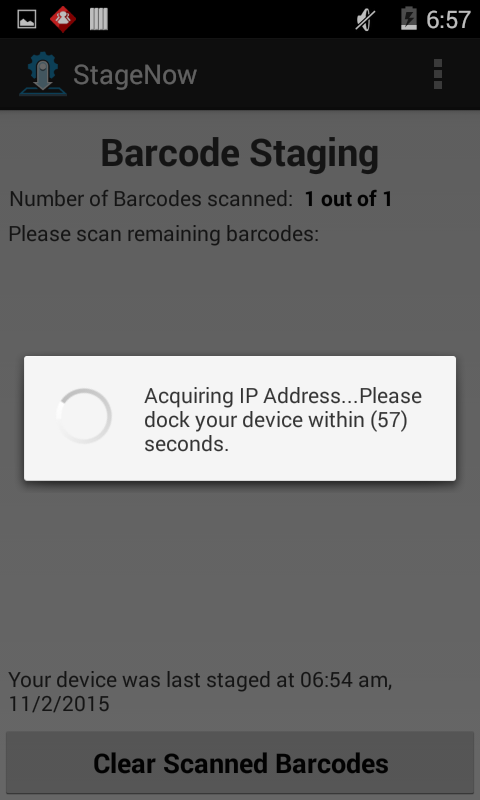 6:57
StageNow
Barcode Staging
Number of Barcodes scanned: 1 out of 1
Please scan remaining barcodes:
Acquiring IP Address...Please
dock your device within (57)
seconds.
Your device was last staged at 06:54 am,
11/2/2015
Clear Scanned Barcodes